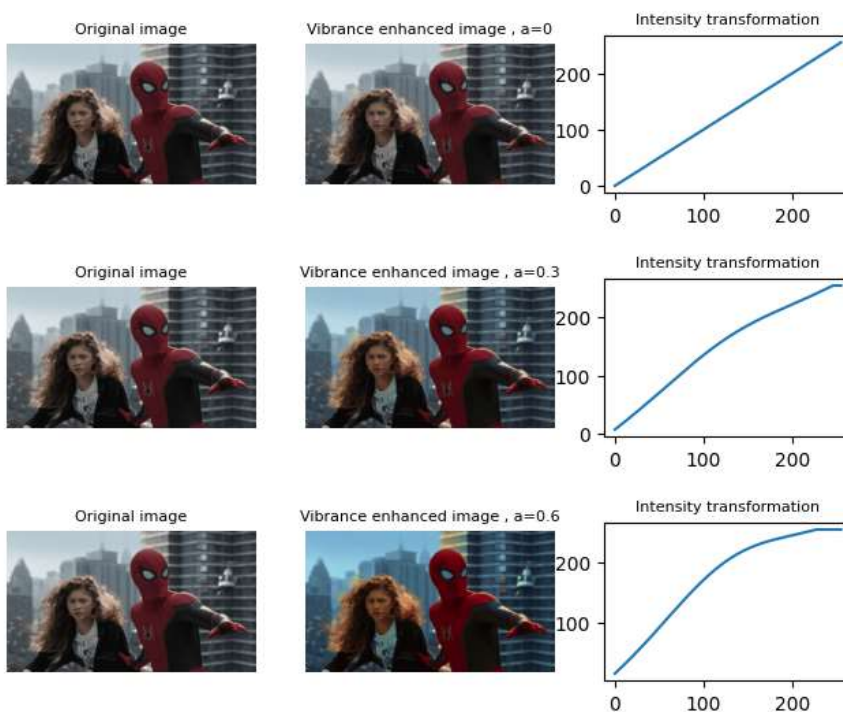 Original image
Vibrance enhanced image , a=0
Intensity transformation
200
100
0
0 100 200
Original image
Vibrance enhanced image , a=0.3
Intensity transformation
200
100
0
0 100 200
Original image
Vibrance enhanced image , a=0.6
Intensity transformation
200
100
0 100 200